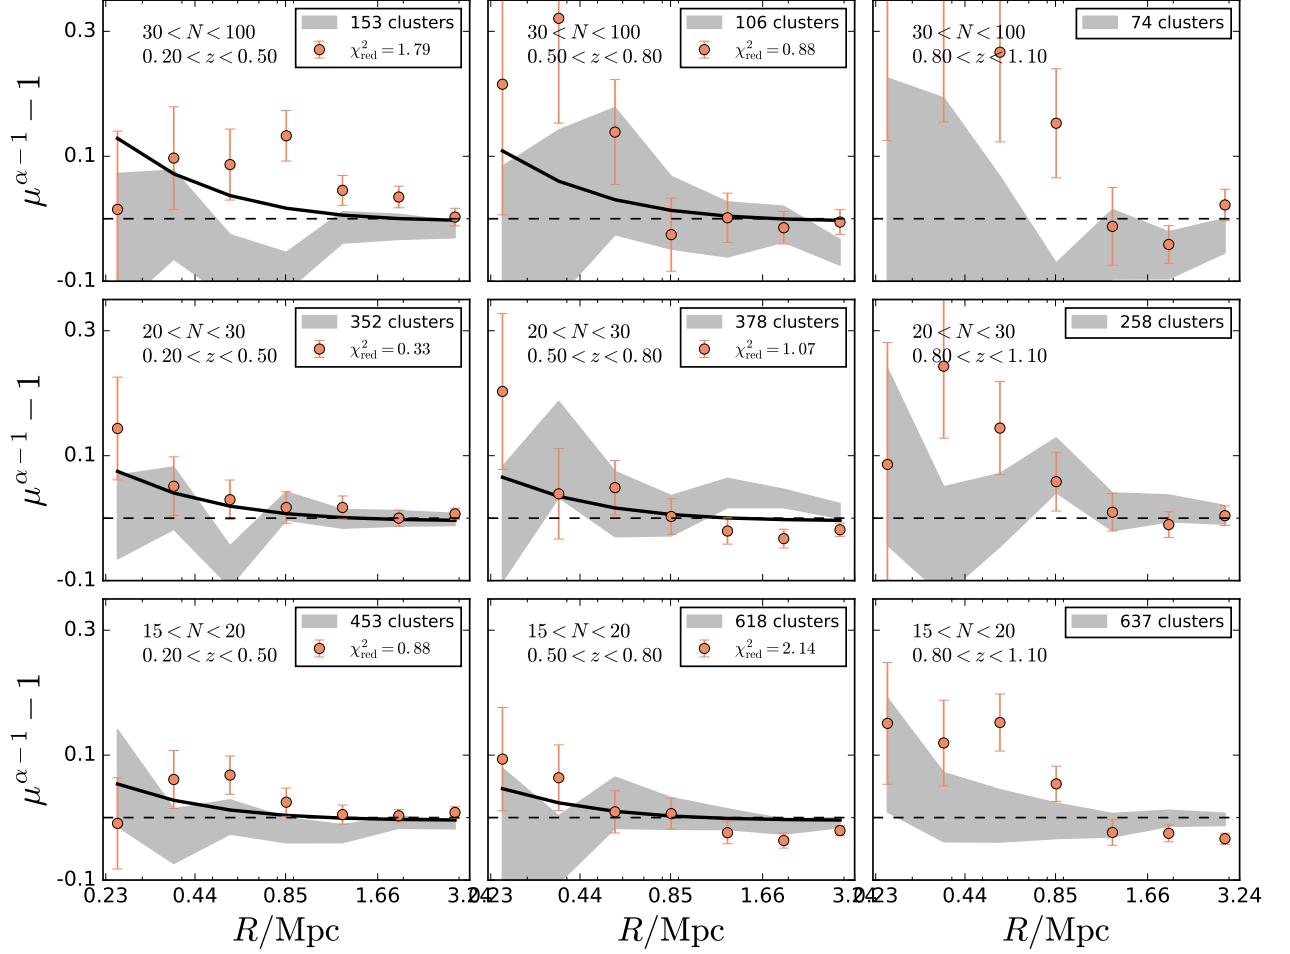 0.3
0.1
-0.1
μ^{α−1} − 1
30 < N < 100
0.20 < z < 0.50
153 clusters
χ²_red = 1.79
30 < N < 100
0.50 < z < 0.80
106 clusters
χ²_red = 0.88
30 < N < 100
0.80 < z < 1.10
74 clusters
0.3
0.1
-0.1
μ^{α−1} − 1
20 < N < 30
0.20 < z < 0.50
352 clusters
χ²_red = 0.33
20 < N < 30
0.50 < z < 0.80
378 clusters
χ²_red = 1.07
20 < N < 30
0.80 < z < 1.10
258 clusters
0.3
0.1
-0.1
μ^{α−1} − 1
15 < N < 20
0.20 < z < 0.50
453 clusters
χ²_red = 0.88
15 < N < 20
0.50 < z < 0.80
618 clusters
χ²_red = 2.14
15 < N < 20
0.80 < z < 1.10
637 clusters
0.23 0.44 0.85 1.66 3.24
0.23 0.44 0.85 1.66 3.24
0.23 0.44 0.85 1.66 3.24
R/Mpc
R/Mpc
R/Mpc